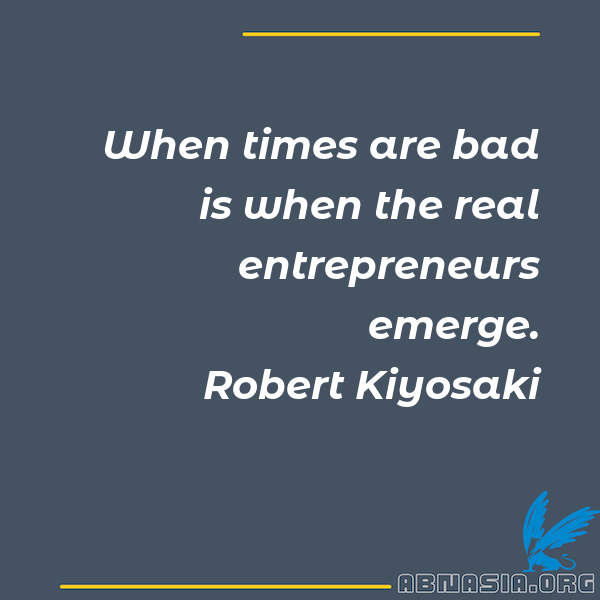 When times are bad
is when the real
entrepreneurs
emerge.
Robert Kiyosaki
ABNASIA.ORG